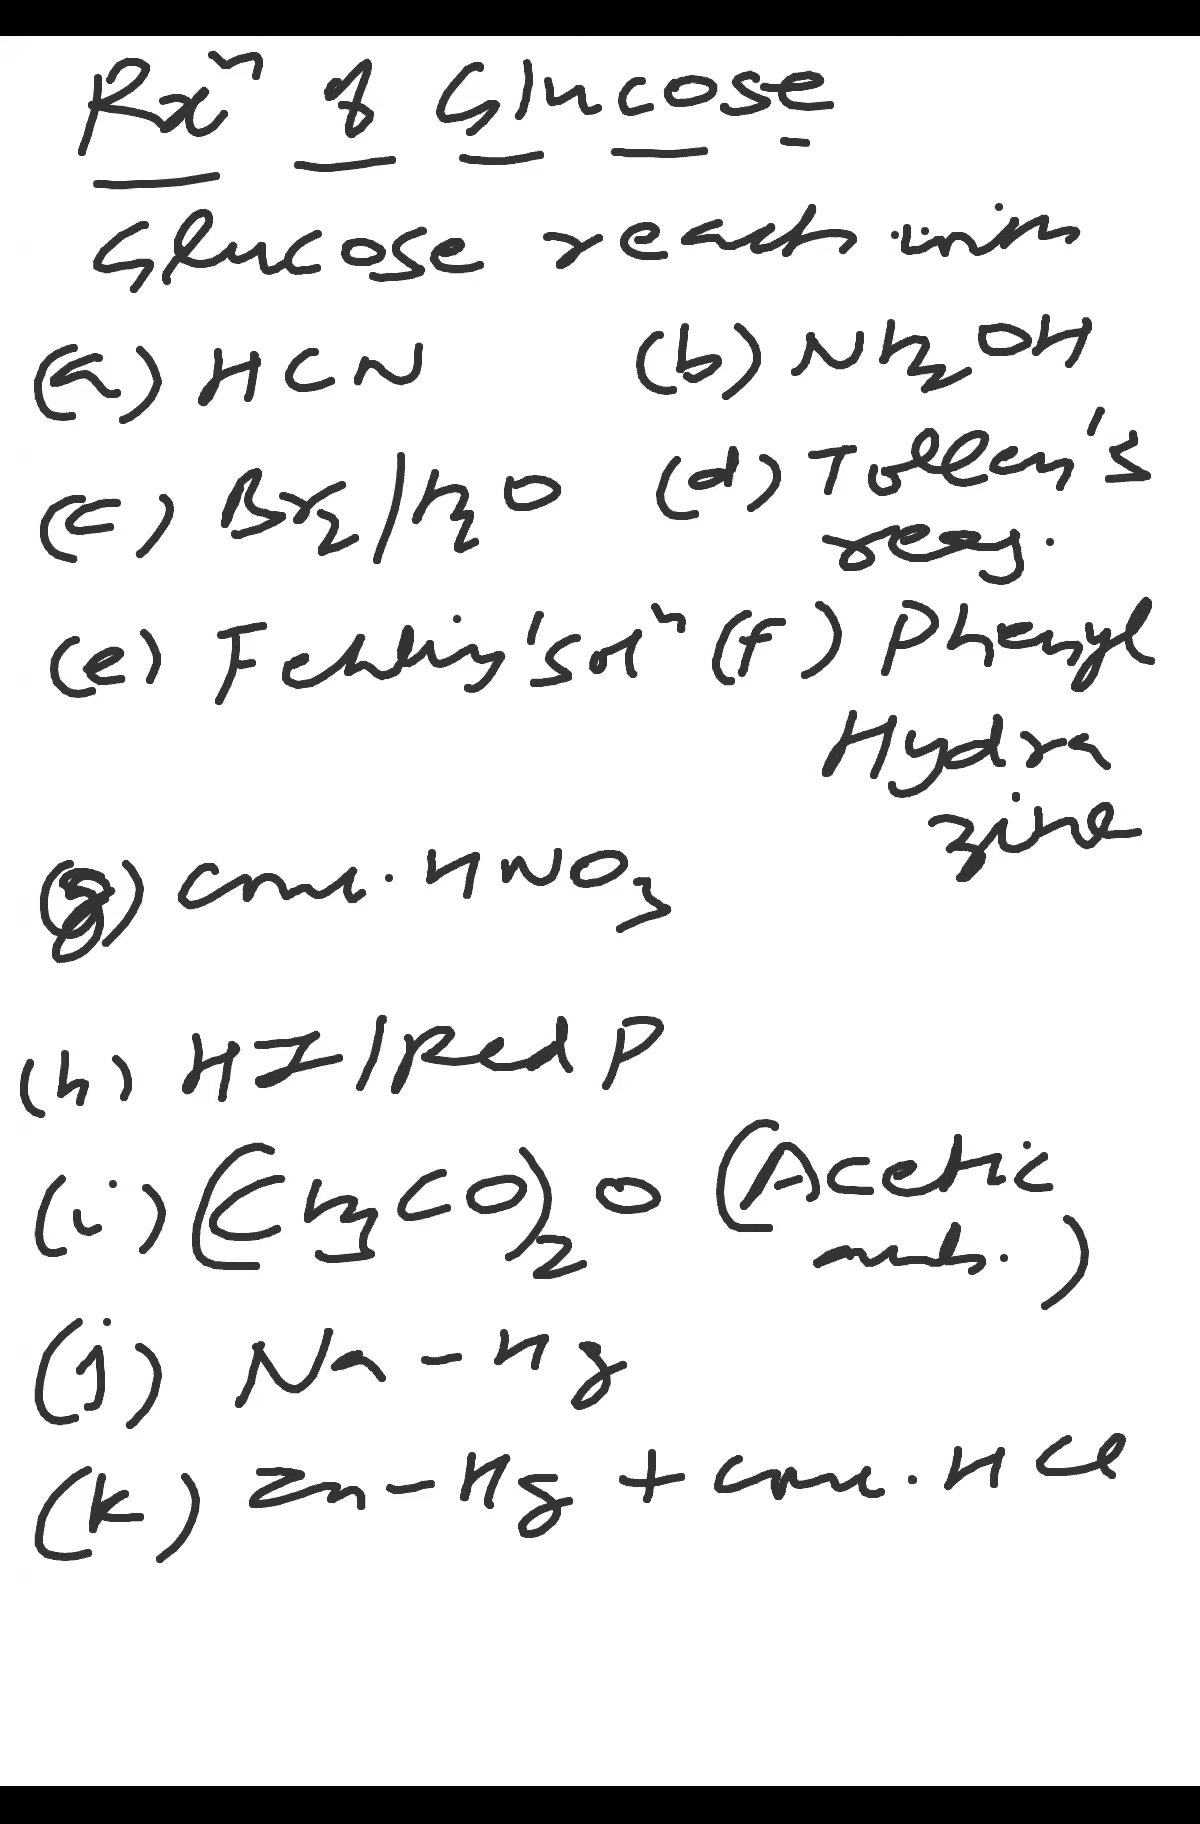 Rxⁿ of Glucose
Glucose reacts with
(a) HCN (b) NH₂OH
(c) Br₂/H₂O (d) Tollen's
reag.
(e) Fehling's solⁿ (f) Phenyl
Hydra
zine
(g) conc. HNO₃
(h) HI/Red P
(i) (CH₃CO)₂O (Acetic
anh.)
(j) Na-Hg
(k) Zn-Hg + conc. HCl